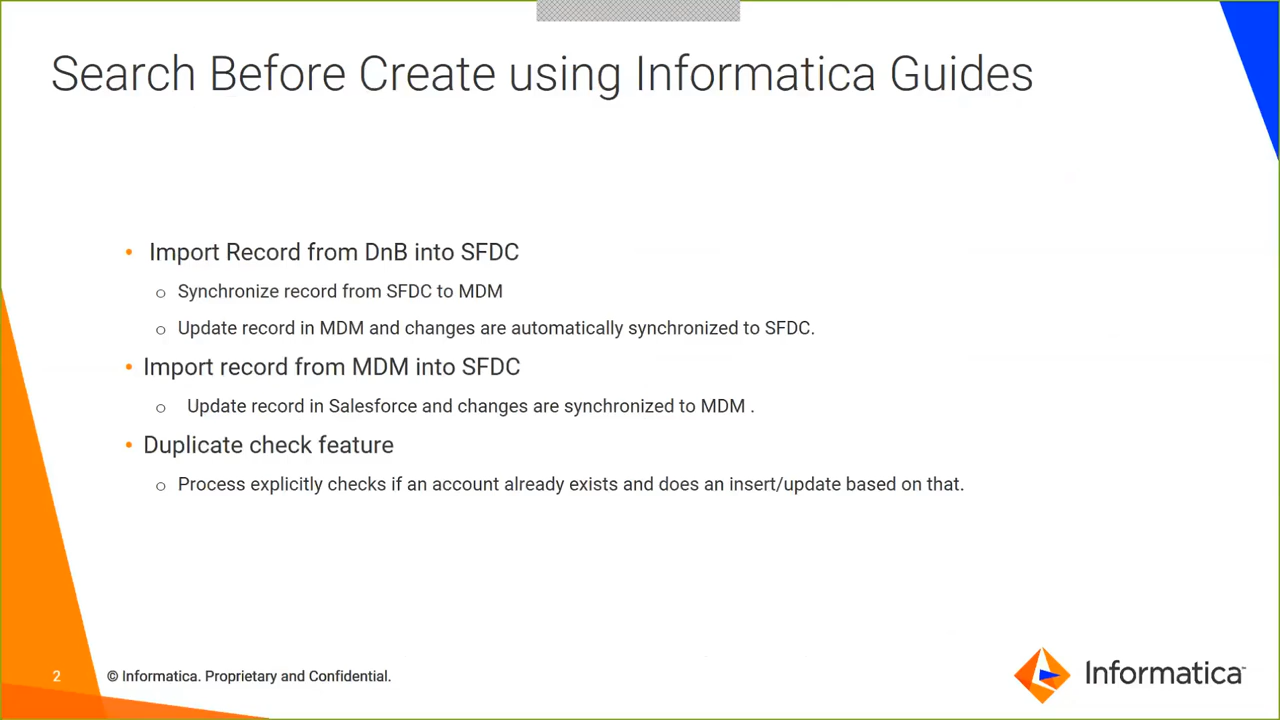 Search Before Create using Informatica Guides
• Import Record from DnB into SFDC
o Synchronize record from SFDC to MDM
o Update record in MDM and changes are automatically synchronized to SFDC.
• Import record from MDM into SFDC
o Update record in Salesforce and changes are synchronized to MDM .
• Duplicate check feature
o Process explicitly checks if an account already exists and does an insert/update based on that.
2 © Informatica. Proprietary and Confidential.
Informatica™